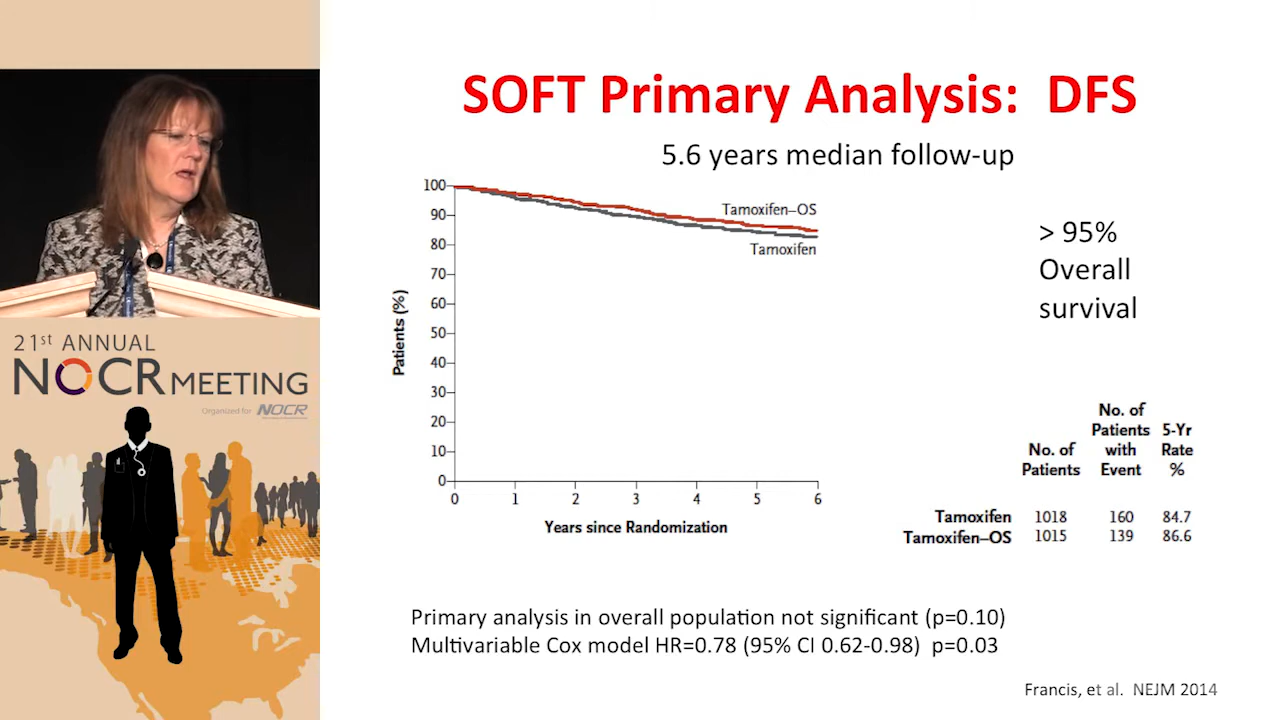 SOFT Primary Analysis: DFS
5.6 years median follow-up
100
90
80
70
60
50
40
30
20
10
0
Patients (%)
Tamoxifen–OS
Tamoxifen
0 1 2 3 4 5 6
Years since Randomization
> 95%
Overall
survival
No. of
Patients 5-Yr
No. of with Rate
Patients Event %
Tamoxifen 1018 160 84.7
Tamoxifen–OS 1015 139 86.6
Primary analysis in overall population not significant (p=0.10)
Multivariable Cox model HR=0.78 (95% CI 0.62-0.98) p=0.03
Francis, et al. NEJM 2014
21st ANNUAL
NOCR MEETING
Organized for NOCR